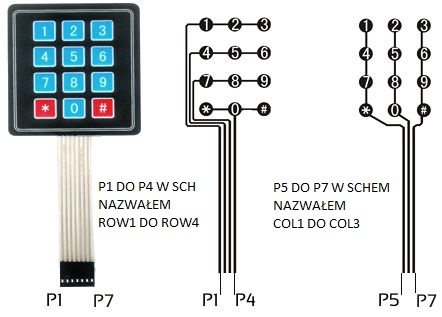 1 2 3
4 5 6
7 8 9
* 0 #
1 2 3
4 5 6
7 8 9
* 0 #
1 2 3
4 5 6
7 8 9
* 0 #
P1 DO P4 W SCH
NAZWAŁEM
ROW1 DO ROW4
P5 DO P7 W SCHEM
NAZWAŁEM
COL1 DO COL3
P1 P7
P1 P4
P5 P7